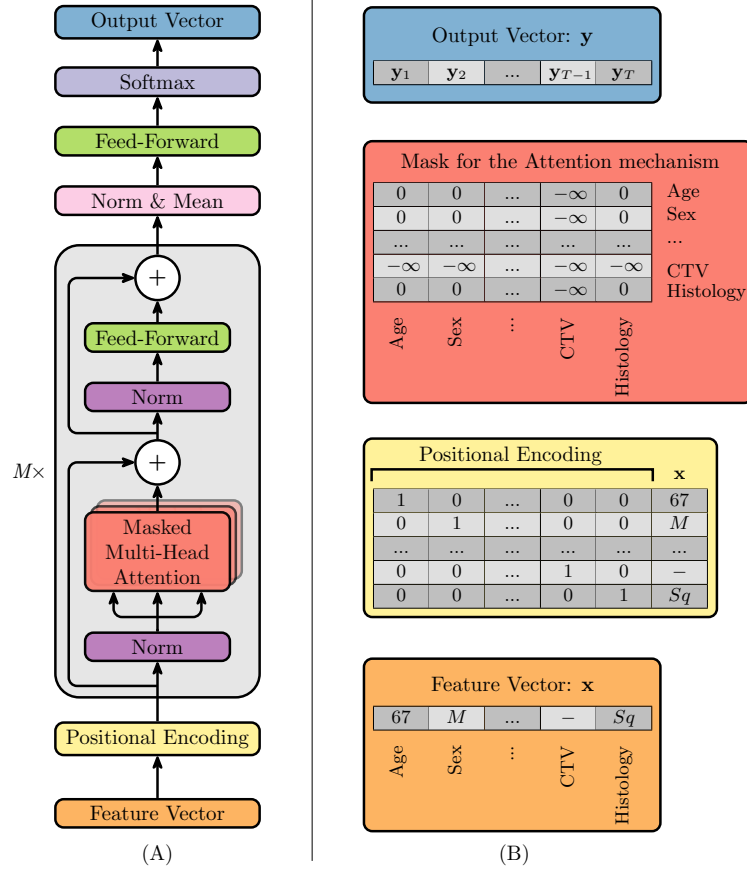 Output Vector
Softmax
Feed-Forward
Norm & Mean
+
Feed-Forward
Norm
+
M×
Masked
Multi-Head
Attention
Norm
Positional Encoding
Feature Vector
(A)
Output Vector: y
y1 y2 ... yT−1 yT
Mask for the Attention mechanism
0 0 ... −∞ 0 Age
0 0 ... −∞ 0 Sex
... ... ... ... ... ...
−∞ −∞ ... −∞ −∞ CTV
0 0 ... −∞ 0 Histology
Age Sex ... CTV Histology
Positional Encoding
x
1 0 ... 0 0 67
0 1 ... 0 0 M
... ... ... ... ... ...
0 0 ... 1 0 −
0 0 ... 0 1 Sq
Feature Vector: x
67 M ... − Sq
Age Sex ... CTV Histology
(B)